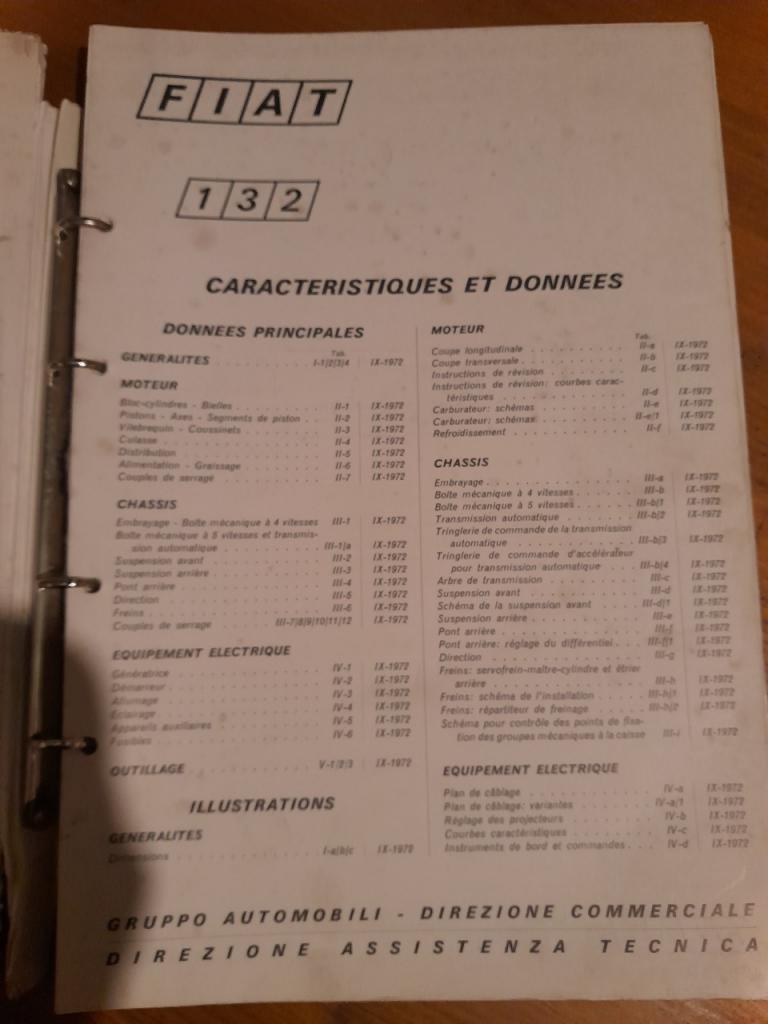 FIAT
132
CARACTERISTIQUES ET DONNEES
DONNEES PRINCIPALES
Tab.
GENERALITES . . . . . . . . . . I-1/2/3/4 IX-1972
MOTEUR
Bloc-cylindres - Bielles . . . . . . . . II-1 IX-1972
Pistons - Axes - Segments de piston . . . II-2 IX-1972
Vilebrequin - Coussinets . . . . . . . . II-3 IX-1972
Culasse . . . . . . . . II-4 IX-1972
Distribution . . . . . . . . II-5 IX-1972
Alimentation - Graissage . . . . . . . . II-6 IX-1972
Couples de serrage . . . . . . . . II-7 IX-1972
CHASSIS
Embrayage - Boîte mécanique à 4 vitesses III-1 IX-1972
Boîte mécanique à 5 vitesses et transmis-
sion automatique . . . . . . . . III-1/a IX-1972
Suspension avant . . . . . . . . III-2 IX-1972
Suspension arrière . . . . . . . . III-3 IX-1972
Pont arrière . . . . . . . . III-4 IX-1972
Direction . . . . . . . . III-5 IX-1972
Freins . . . . . . . . III-6 IX-1972
Couples de serrage III-7/8/9/10/11/12 IX-1972
EQUIPEMENT ELECTRIQUE
Génératrice . . . . . . . . IV-1 IX-1972
Démarreur . . . . . . . . IV-2 IX-1972
Allumage . . . . . . . . IV-3 IX-1972
Eclairage . . . . . . . . IV-4 IX-1972
Appareils auxiliaires . . . . . . . . IV-5 IX-1972
Fusibles . . . . . . . . IV-6 IX-1972
OUTILLAGE . . . . . . . . V-1/2/3 IX-1972
ILLUSTRATIONS
GENERALITES
Dimensions . . . . . . . . I-a/b/c IX-1972
MOTEUR
Tab.
Coupe longitudinale . . . . . . . . II-a IX-1972
Coupe transversale . . . . . . . . II-b IX-1972
Instructions de révision . . . . . . . . II-c IX-1972
Instructions de révision: courbes carac-
téristiques . . . . . . . . II-d IX-1972
Carburateur: schémas . . . . . . . . II-e IX-1972
Carburateur: schémas . . . . . . . . II-e/1 IX-1972
Refroidissement . . . . . . . . II-f IX-1972
CHASSIS
Embrayage . . . . . . . . III-a IX-1972
Boîte mécanique à 4 vitesses . . . . . . III-b IX-1972
Boîte mécanique à 5 vitesses . . . . . . III-b/1 IX-1972
Transmission automatique . . . . . . . . III-b/2 IX-1972
Tringlerie de commande de la transmission
automatique . . . . . . . . III-b/3 IX-1972
Tringlerie de commande d'accélérateur
pour transmission automatique . . . . III-b/4 IX-1972
Arbre de transmission . . . . . . . . III-c IX-1972
Suspension avant . . . . . . . . III-d IX-1972
Schéma de la suspension avant . . . . III-d/1 IX-1972
Suspension arrière . . . . . . . . III-e IX-1972
Pont arrière . . . . . . . . III-f IX-1972
Pont arrière: réglage du différentiel . . . III-f/1 IX-1972
Direction . . . . . . . . III-g IX-1972
Freins: servofrein-maître-cylindre et étrier
arrière . . . . . . . . III-h IX-1972
Freins: schéma de l'installation . . . . III-h/1 IX-1972
Freins: répartiteur de freinage . . . . III-h/2 IX-1972
Schéma pour contrôle des points de fixa-
tion des groupes mécaniques à la caisse III-i IX-1972
EQUIPEMENT ELECTRIQUE
Plan de câblage . . . . . . . . IV-a IX-1972
Plan de câblage: variantes . . . . . . . . IV-a/1 IX-1972
Réglage des projecteurs . . . . . . . . IV-b IX-1972
Courbes caractéristiques . . . . . . . . IV-c IX-1972
Instruments de bord et commandes . . . IV-d IX-1972
GRUPPO AUTOMOBILI - DIREZIONE COMMERCIALE
DIREZIONE ASSISTENZA TECNICA